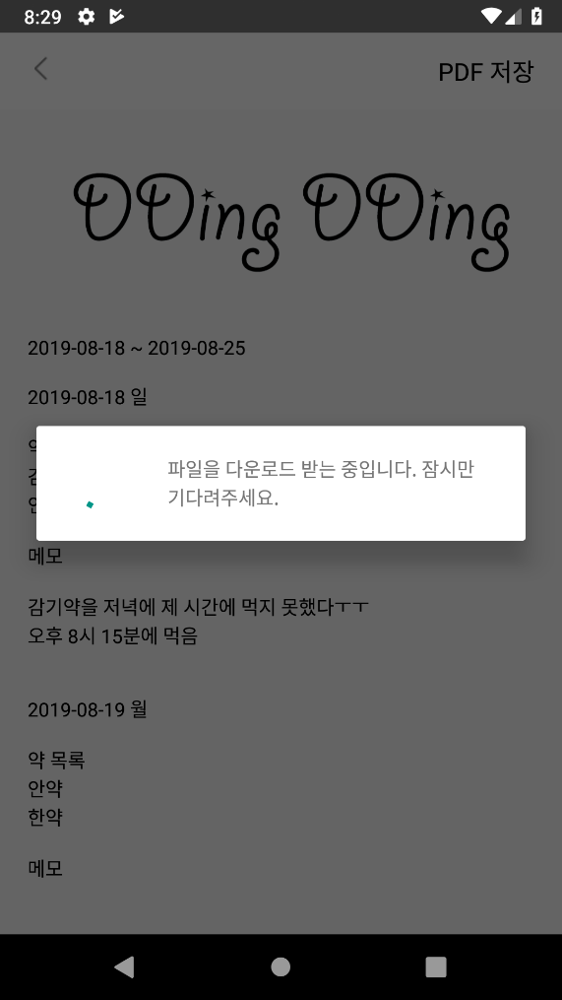 8:29
PDF 저장
DDing DDing
2019-08-18 ~ 2019-08-25
2019-08-18 일
파일을 다운로드 받는 중입니다. 잠시만
기다려주세요.
메모
감기약을 저녁에 제 시간에 먹지 못했다ㅜㅜ
오후 8시 15분에 먹음
2019-08-19 월
약 목록
안약
한약
메모